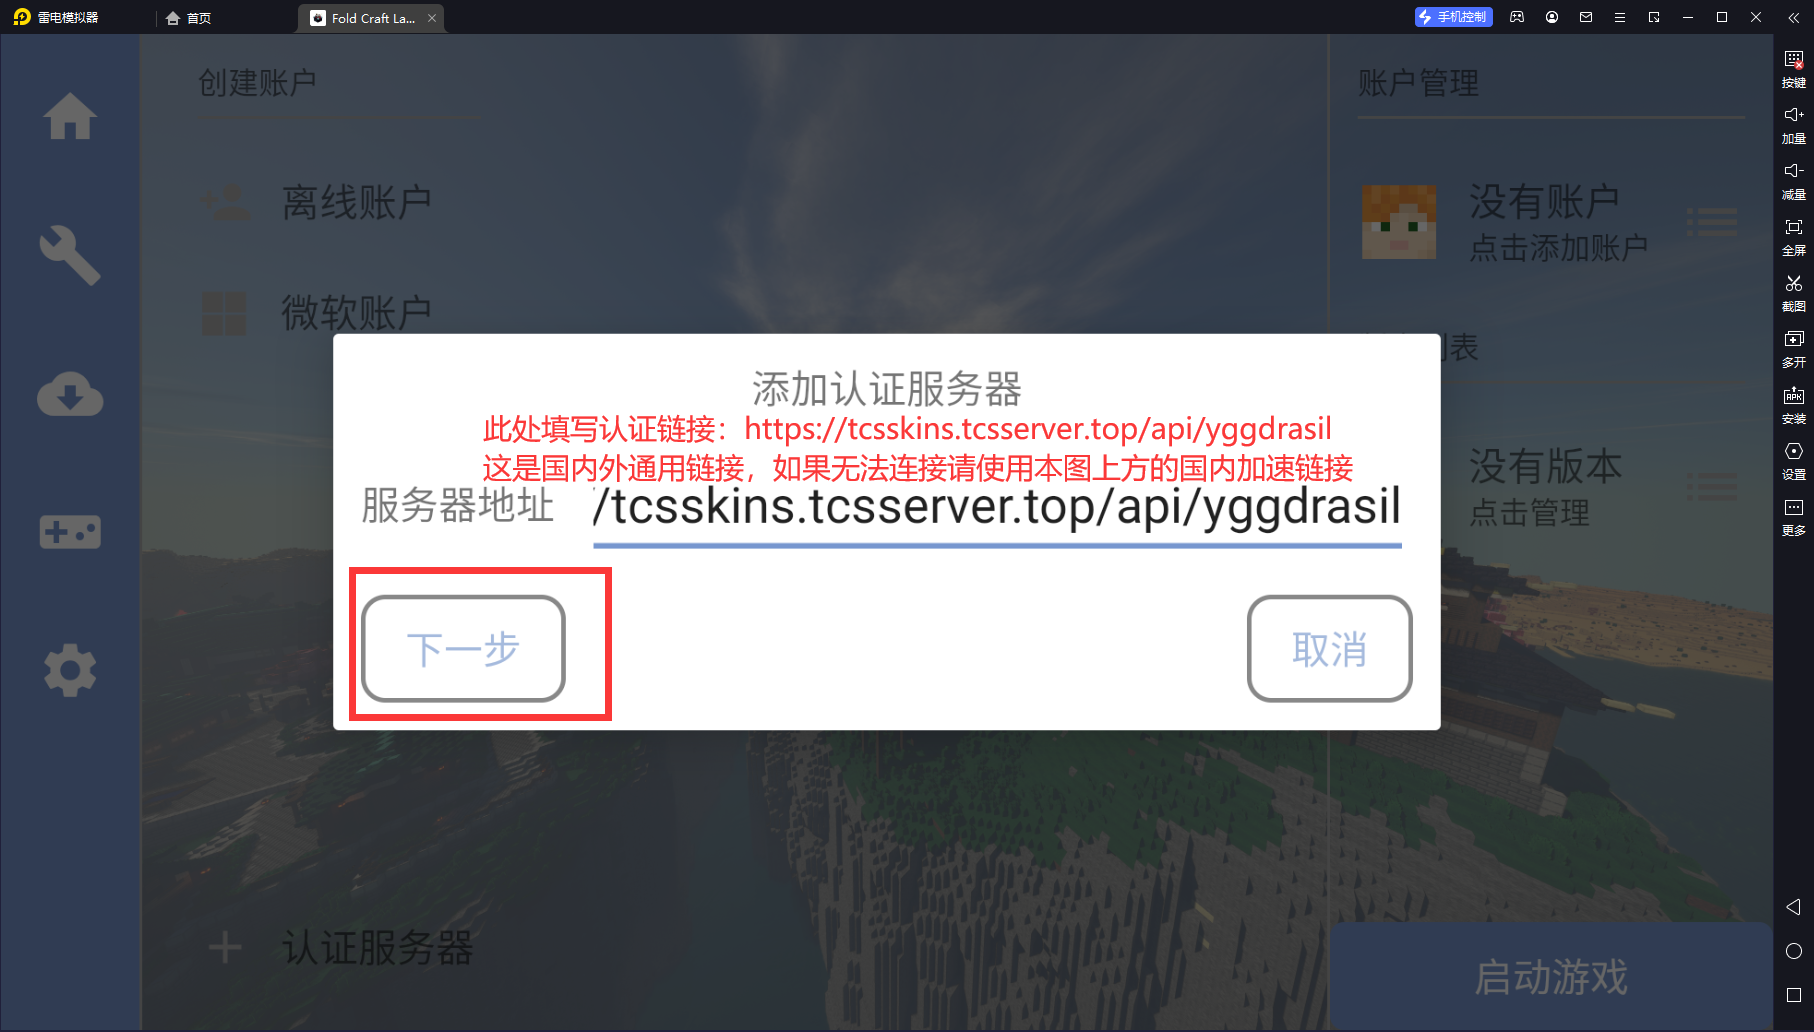 雷电模拟器
首页
Fold Craft La...
手机控制
创建账户
账户管理
离线账户
微软账户
没有账户
点击添加账户
列表
没有版本
点击管理
添加认证服务器
此处填写认证链接：https://tcsskins.tcsserver.top/api/yggdrasil
这是国内外通用链接，如果无法连接请使用本图上方的国内加速链接
服务器地址
/tcsskins.tcsserver.top/api/yggdrasil
下一步
取消
认证服务器
启动游戏
按键
加量
减量
全屏
截图
多开
APK
安装
设置
更多